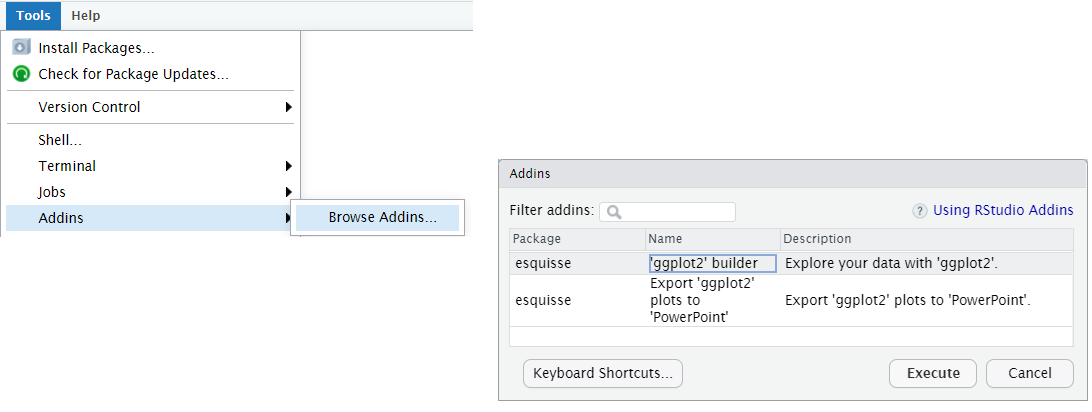 Tools Help
Install Packages...
Check for Package Updates...
Version Control
Shell...
Terminal
Jobs
Addins
Browse Addins...
Addins
Filter addins:
? Using RStudio Addins
Package Name Description
esquisse 'ggplot2' builder Explore your data with 'ggplot2'.
esquisse Export 'ggplot2' plots to 'PowerPoint' Export 'ggplot2' plots to 'PowerPoint'.
Keyboard Shortcuts... Execute Cancel